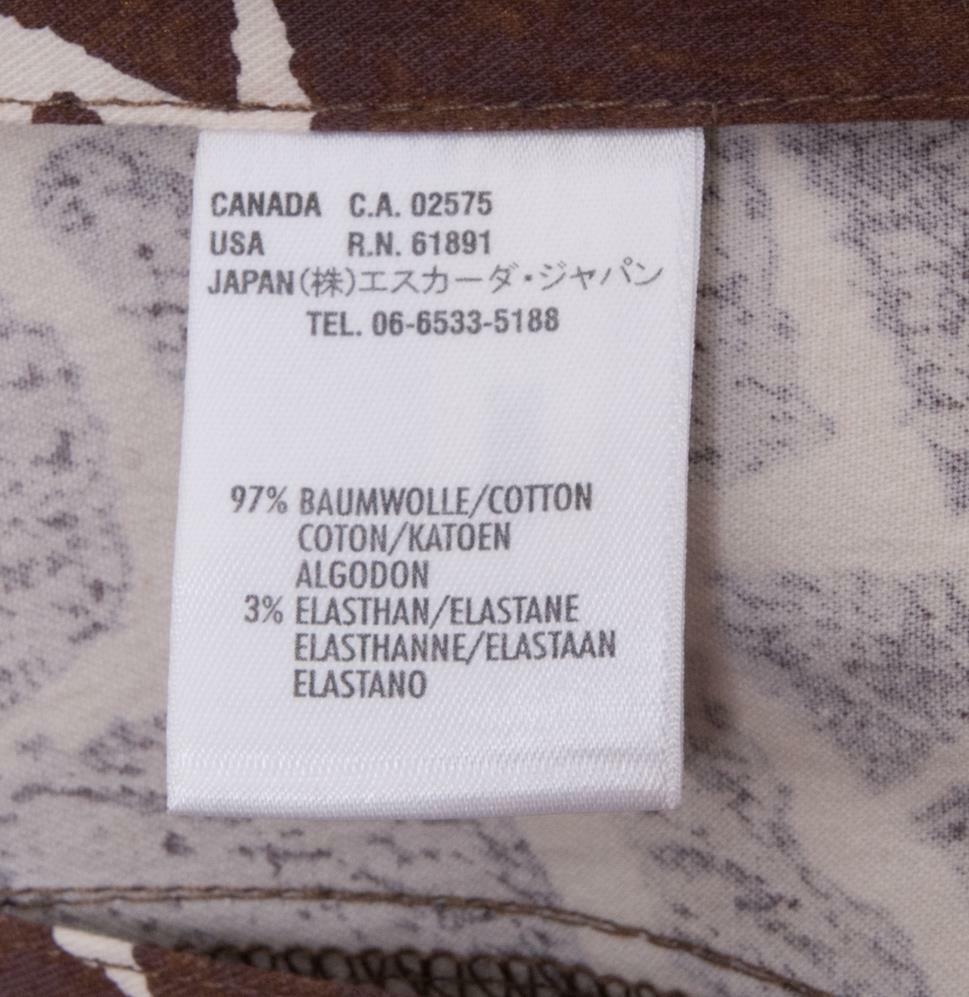 CANADA C.A. 02575
USA R.N. 61891
JAPAN(株)エスカーダ・ジャパン
TEL. 06-6533-5188
97% BAUMWOLLE/COTTON
COTON/KATOEN
ALGODON
3% ELASTHAN/ELASTANE
ELASTHANNE/ELASTAAN
ELASTANO